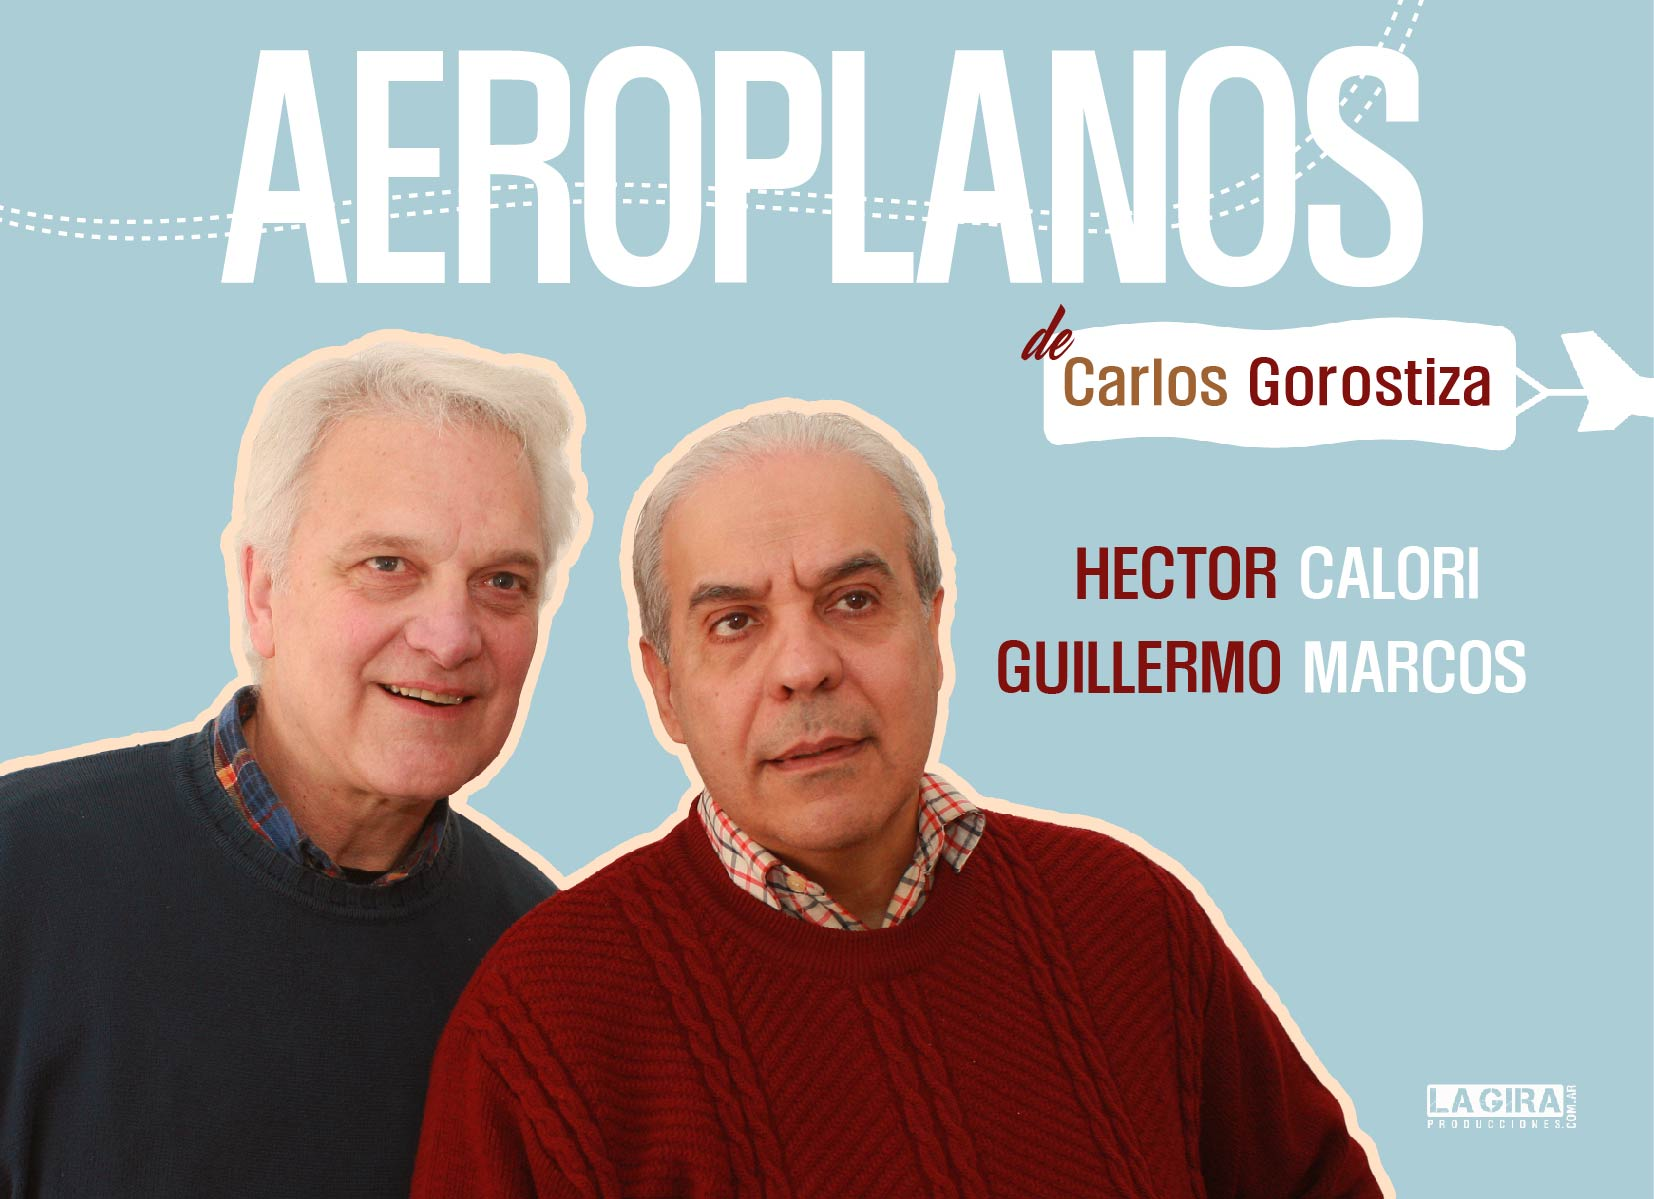 AEROPLANOS
de
Carlos Gorostiza
HECTOR CALORI
GUILLERMO MARCOS
LA GIRA
PRODUCCIONES.COM.AR